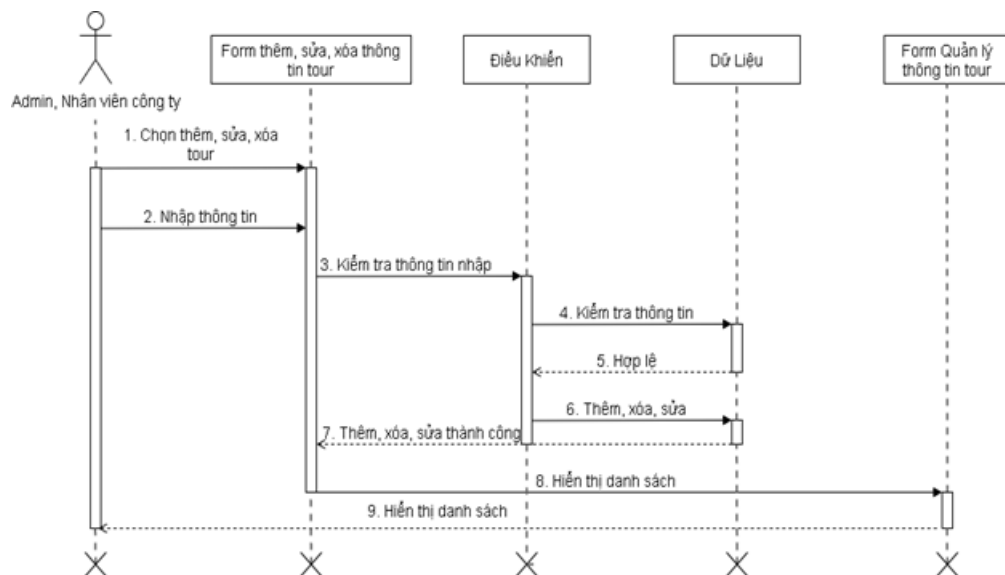 Form thêm, sửa, xóa thông
tin tour
Điều Khiển
Dữ Liệu
Form Quản lý
thông tin tour
Admin, Nhân viên công ty
1. Chọn thêm, sửa, xóa
tour
2. Nhập thông tin
3. Kiểm tra thông tin nhập
4. Kiểm tra thông tin
5. Hợp lệ
6. Thêm, xóa, sửa
7. Thêm, xóa, sửa thành công
8. Hiển thị danh sách
9. Hiển thị danh sách